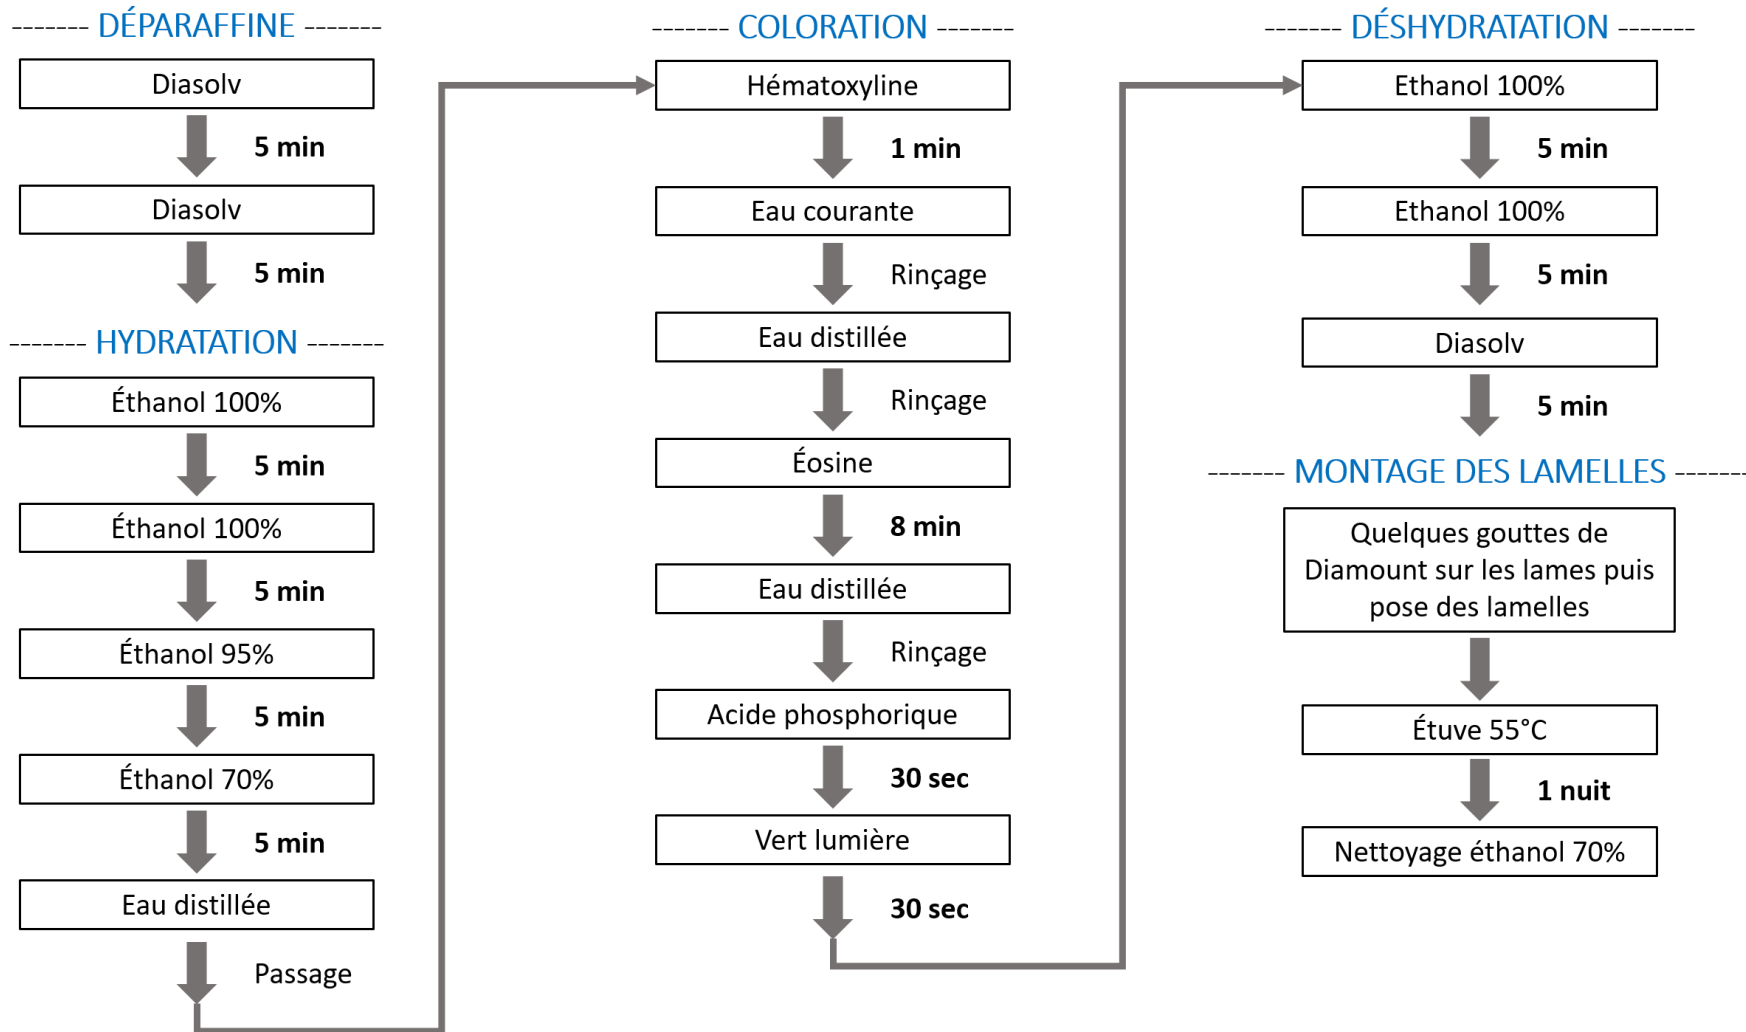 ------- DÉPARAFFINE -------
Diasolv
5 min
Diasolv
5 min
------- HYDRATATION -------
Éthanol 100%
5 min
Éthanol 100%
5 min
Éthanol 95%
5 min
Éthanol 70%
5 min
Eau distillée
Passage
------- COLORATION -------
Hématoxyline
1 min
Eau courante
Rinçage
Eau distillée
Rinçage
Éosine
8 min
Eau distillée
Rinçage
Acide phosphorique
30 sec
Vert lumière
30 sec
------- DÉSHYDRATATION -------
Ethanol 100%
5 min
Ethanol 100%
5 min
Diasolv
5 min
------- MONTAGE DES LAMELLES -------
Quelques gouttes de
Diamount sur les lames puis
pose des lamelles
Étuve 55°C
1 nuit
Nettoyage éthanol 70%